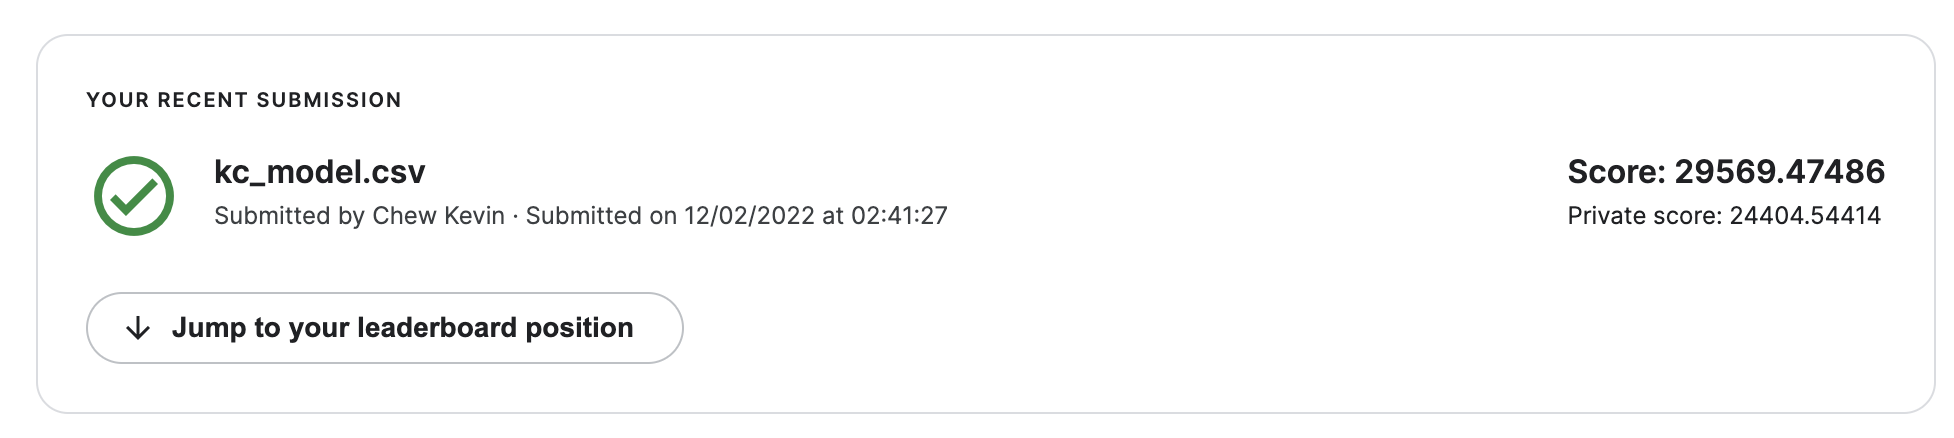 YOUR RECENT SUBMISSION
kc_model.csv
Submitted by Chew Kevin · Submitted on 12/02/2022 at 02:41:27
Score: 29569.47486
Private score: 24404.54414
Jump to your leaderboard position